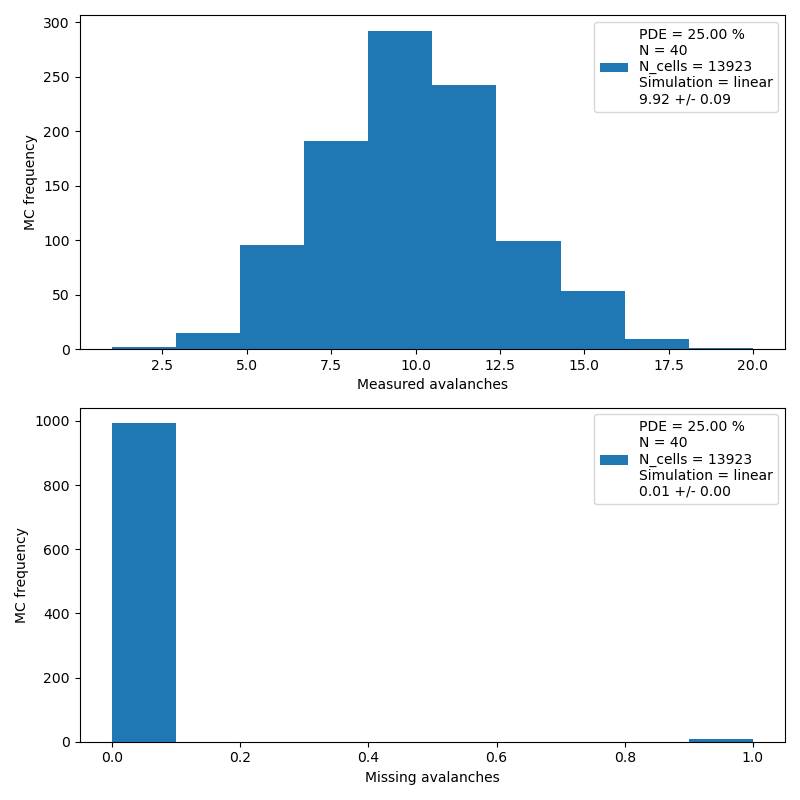 300
250
200
150
100
50
0
MC frequency
2.5 5.0 7.5 10.0 12.5 15.0 17.5 20.0
Measured avalanches
PDE = 25.00 %
N = 40
N_cells = 13923
Simulation = linear
9.92 +/- 0.09
1000
800
600
400
200
0
MC frequency
0.0 0.2 0.4 0.6 0.8 1.0
Missing avalanches
PDE = 25.00 %
N = 40
N_cells = 13923
Simulation = linear
0.01 +/- 0.00